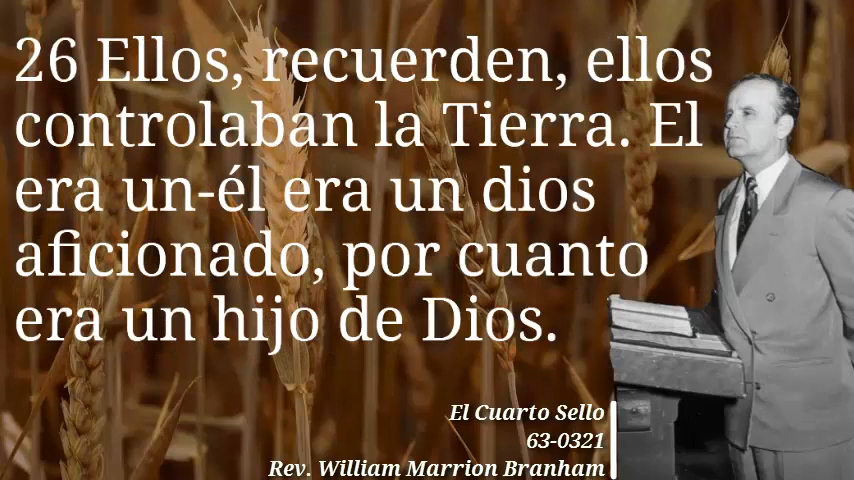 26 Ellos, recuerden, ellos
controlaban la Tierra. El
era un-él era un dios
aficionado, por cuanto
era un hijo de Dios.
El Cuarto Sello
63-0321
Rev. William Marrion Branham